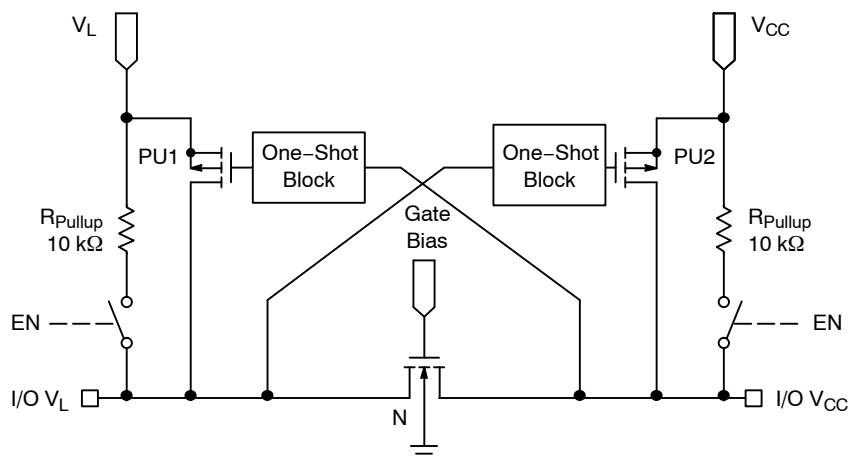 V_L
V_CC
PU1
One–Shot
Block
One–Shot
Block
PU2
Gate
Bias
R_Pullup
10 kΩ
R_Pullup
10 kΩ
EN
EN
I/O V_L
N
I/O V_CC